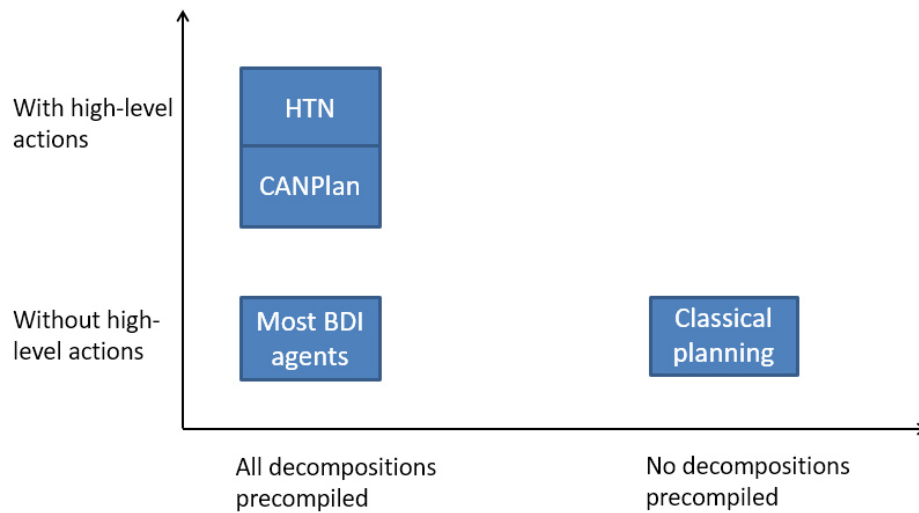 With high-level
actions
HTN
CANPlan
Without high-
level actions
Most BDI
agents
Classical
planning
All decompositions
precompiled
No decompositions
precompiled